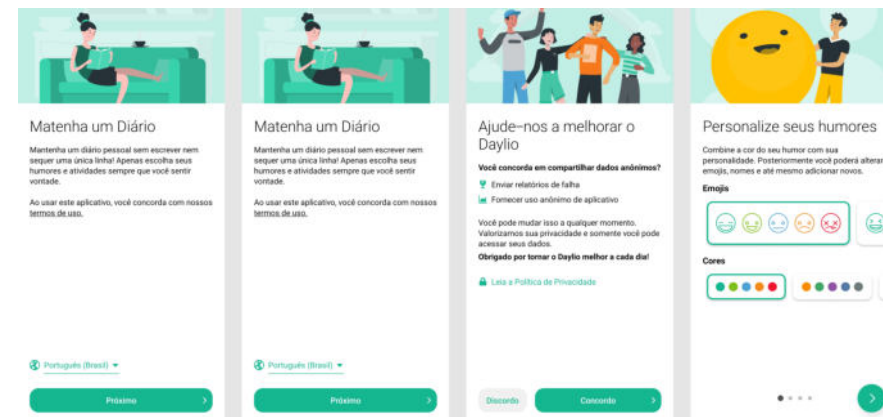 Matenha um Diário
Mantenha um diário pessoal sem escrever nem
sequer uma única linha! Apenas escolha seus
humores e atividades sempre que você sentir
vontade.
Ao usar este aplicativo, você concorda com nossos
termos de uso.
Português (Brasil)
Próximo
Matenha um Diário
Mantenha um diário pessoal sem escrever nem
sequer uma única linha! Apenas escolha seus
humores e atividades sempre que você sentir
vontade.
Ao usar este aplicativo, você concorda com nossos
termos de uso.
Português (Brasil)
Próximo
Ajude-nos a melhorar o
Daylio
Você concorda em compartilhar dados anônimos?
Enviar relatórios de falha
Fornecer uso anônimo de aplicativo
Você pode mudar isso a qualquer momento.
Valorizamos sua privacidade e somente você pode
acessar seus dados.
Obrigado por tornar o Daylio melhor a cada dia!
Leia a Política de Privacidade
Discordo
Concordo
Personalize seus humores
Combine a cor do seu humor com sua
personalidade. Posteriormente você poderá alterar
emojis, nomes e até mesmo adicionar novos.
Emojis
Cores